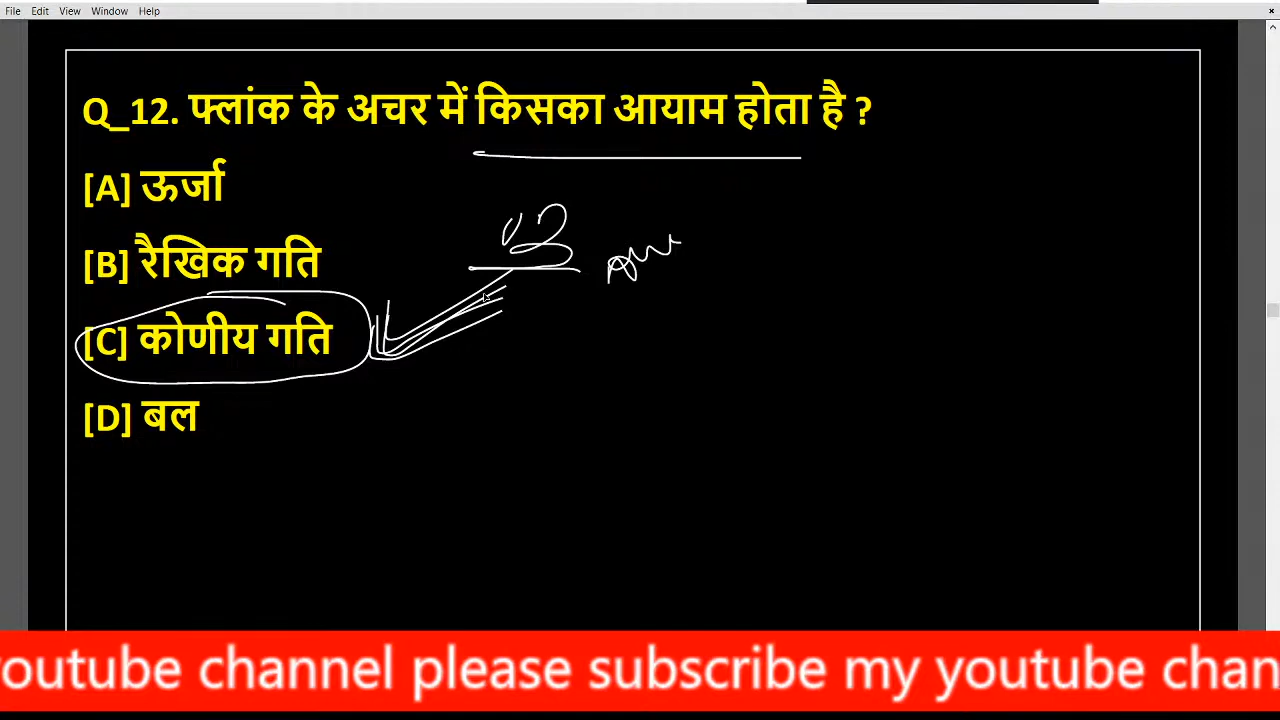 File Edit View Window Help
Q_12. फ्लांक के अचर में किसका आयाम होता है ?
[A] ऊर्जा
[B] रैखिक गति
[C] कोणीय गति
[D] बल
youtube channel please subscribe my youtube chan